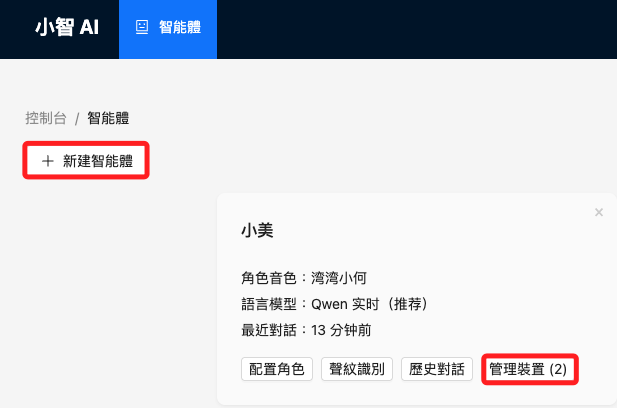 小智 AI 智能體
控制台 / 智能體
+ 新建智能體
×
小美
角色音色：湾湾小何
語言模型：Qwen 实时（推荐）
最近對話：13 分钟前
配置角色 聲紋識別 歷史對話 管理裝置 (2)